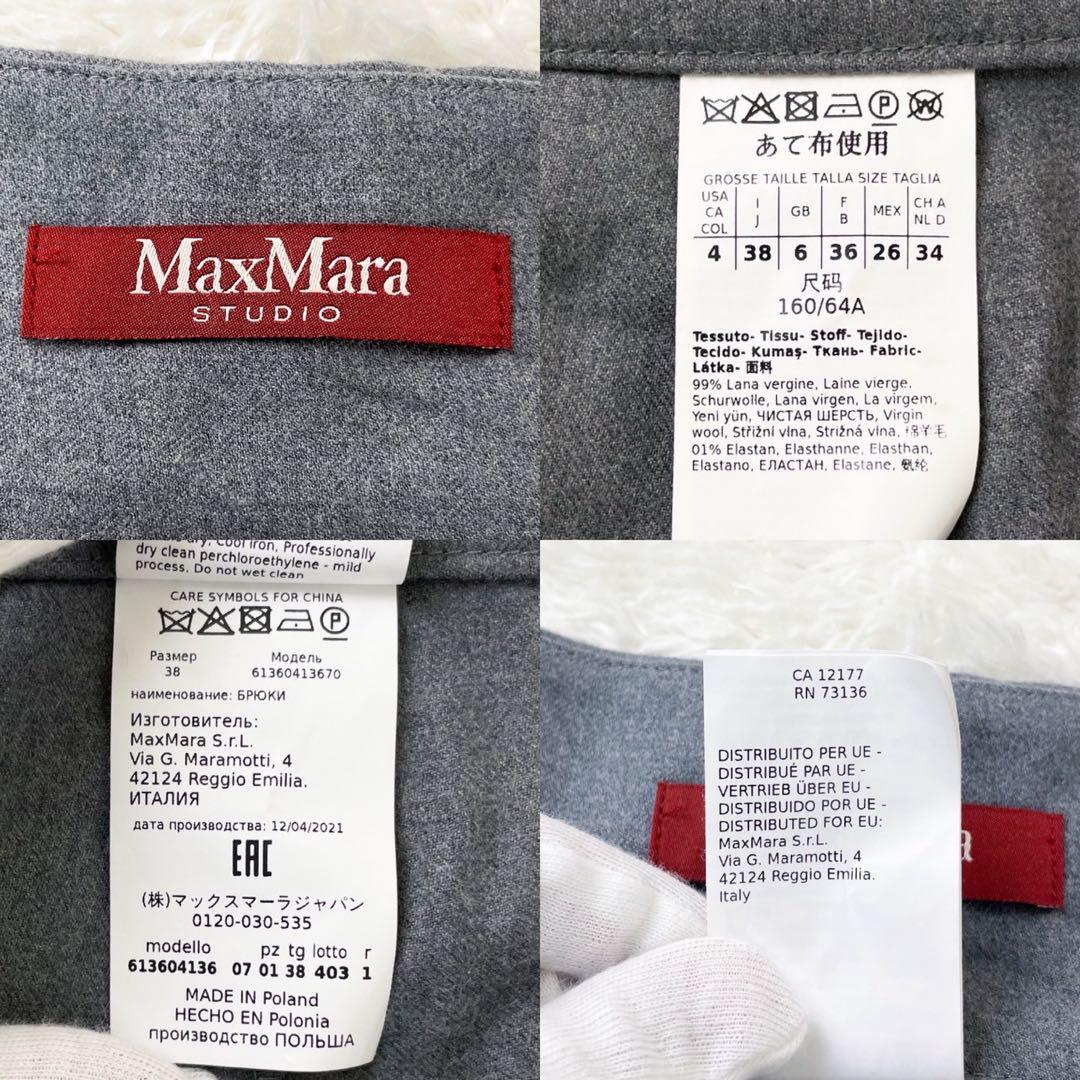 MaxMara
STUDIO
あて布使用
GRÖSSE TAILLE TALLA SIZE TAGLIA
USA CA COL | I J | GB | F B | MEX | CH A NL D
4 | 38 | 6 | 36 | 26 | 34
尺码
160/64A
Tessuto- Tissu- Stoff- Tejido-
Tecido- Kumaş- Ткань- Fabric-
Látka- 面料
99% Lana vergine, Laine vierge,
Schurwolle, Lana virgen, La virgem,
Yeni yün, ЧИСТАЯ ШЕРСТЬ, Virgin
wool, Střižní vlna, Strižná vlna, 绵羊毛
01% Elastan, Elasthanne, Elasthan,
Elastano, ЕЛАСТАН, Elastane, 氨纶
dry. Cool iron, Professionally
dry clean perchloroethylene - mild
process. Do not wet clean
CARE SYMBOLS FOR CHINA
Размер Модель
38 61360413670
наименование: БРЮКИ
Изготовитель:
MaxMara S.r.L.
Via G. Maramotti, 4
42124 Reggio Emilia.
ИТАЛИЯ
дата производства: 12/04/2021
EAC
(株)マックスマーラジャパン
0120-030-535
modello pz tg lotto r
613604136 07 01 38 403 1
MADE IN Poland
HECHO EN Polonia
производство ПОЛЬША
CA 12177
RN 73136
DISTRIBUITO PER UE -
DISTRIBUÉ PAR UE -
VERTRIEB ÜBER EU -
DISTRIBUIDO POR UE -
DISTRIBUTED FOR EU:
MaxMara S.r.L.
Via G. Maramotti, 4
42124 Reggio Emilia.
Italy
a